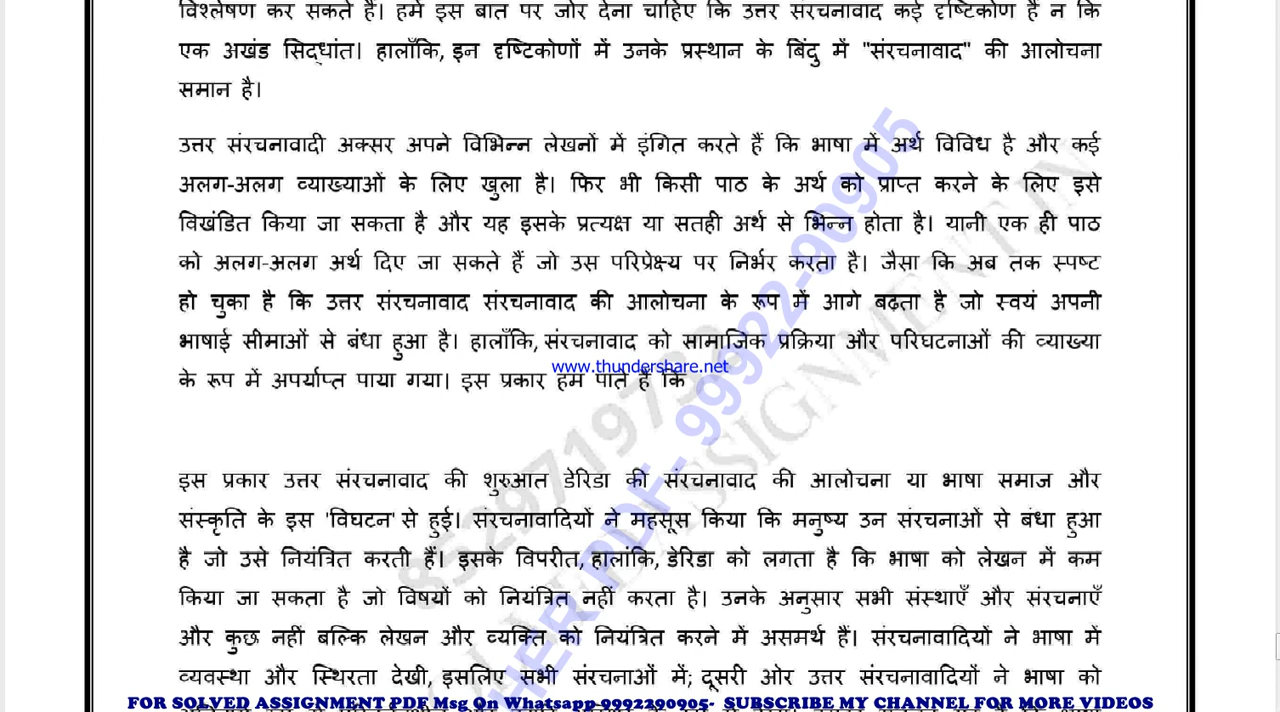 विश्लेषण कर सकते हैं। हमें इस बात पर जोर देना चाहिए कि उत्तर संरचनावाद कई दृष्टिकोण हैं न कि
एक अखंड सिद्धांत। हालाँकि, इन दृष्टिकोणों में उनके प्रस्थान के बिंदु में "संरचनावाद" की आलोचना
समान है।
उत्तर संरचनावादी अक्सर अपने विभिन्न लेखनों में इंगित करते हैं कि भाषा में अर्थ विविध है और कई
अलग-अलग व्याख्याओं के लिए खुला है। फिर भी किसी पाठ के अर्थ को प्राप्त करने के लिए इसे
विखंडित किया जा सकता है और यह इसके प्रत्यक्ष या सतही अर्थ से भिन्न होता है। यानी एक ही पाठ
को अलग-अलग अर्थ दिए जा सकते हैं जो उस परिप्रेक्ष्य पर निर्भर करता है। जैसा कि अब तक स्पष्ट
हो चुका है कि उत्तर संरचनावाद संरचनावाद की आलोचना के रूप में आगे बढ़ता है जो स्वयं अपनी
भाषाई सीमाओं से बंधा हुआ है। हालाँकि, संरचनावाद को सामाजिक प्रक्रिया और परिघटनाओं की व्याख्या
www.thundershare.net
के रूप में अपर्याप्त पाया गया। इस प्रकार हम पाते हैं कि
इस प्रकार उत्तर संरचनावाद की शुरुआत डेरिडा की संरचनावाद की आलोचना या भाषा समाज और
संस्कृति के इस 'विघटन' से हुई। संरचनावादियों ने महसूस किया कि मनुष्य उन संरचनाओं से बंधा हुआ
है जो उसे नियंत्रित करती हैं। इसके विपरीत, हालांकि, डेरिडा को लगता है कि भाषा को लेखन में कम
किया जा सकता है जो विषयों को नियंत्रित नहीं करता है। उनके अनुसार सभी संस्थाएँ और संरचनाएँ
और कुछ नहीं बल्कि लेखन और व्यक्ति को नियंत्रित करने में असमर्थ हैं। संरचनावादियों ने भाषा में
व्यवस्था और स्थिरता देखी, इसलिए सभी संरचनाओं में; दूसरी ओर उत्तर संरचनावादियों ने भाषा को
FOR SOLVED ASSIGNMENT PDF Msg On Whatsapp 9992290905- SUBSCRIBE MY CHANNEL FOR MORE VIDEOS
PDF- 99922-90905
ASSIGNMENT.IN